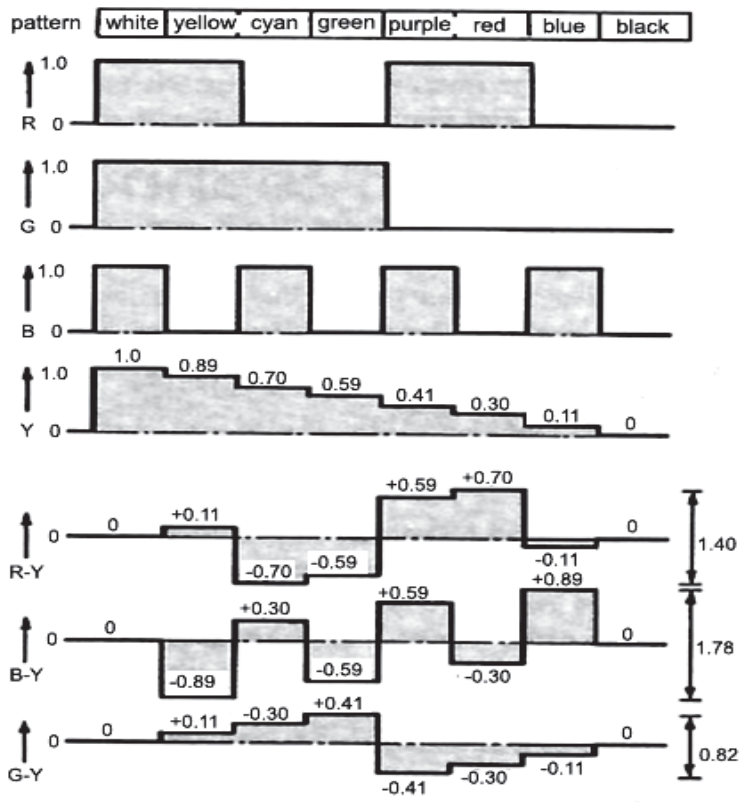 pattern white yellow cyan green purple red blue black
1.0
R 0
1.0
G 0
1.0
B 0
1.0 0.89 0.70 0.59 0.41 0.30 0.11 0
1.0
Y 0
+0.59 +0.70
0 +0.11 0
0
-0.70 -0.59 -0.11
R-Y
1.40
+0.30 +0.59 +0.89
0 0
0
-0.89 -0.59 -0.30
B-Y
1.78
0 +0.11 -0.30 +0.41 0
0
-0.41 -0.30 -0.11
G-Y
0.82